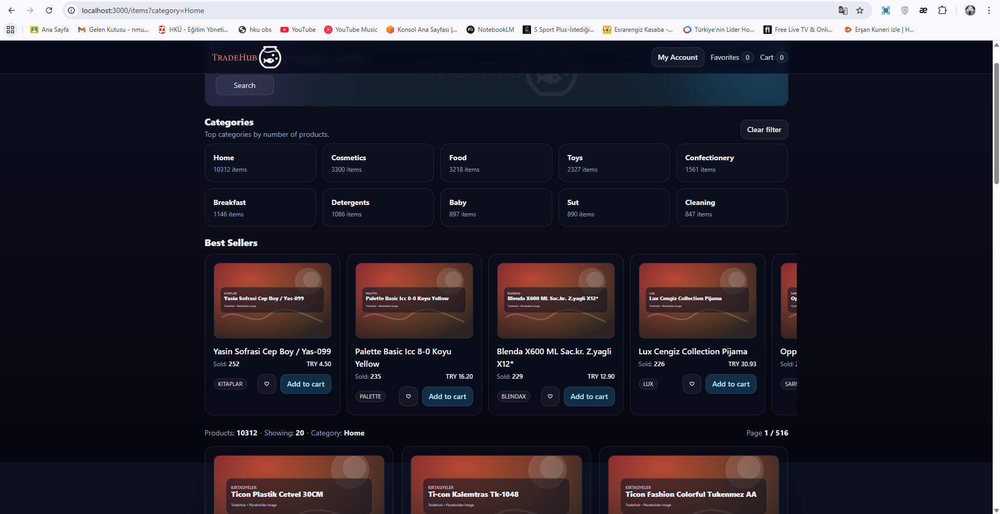 localhost:3000/items?category=Home
Ana Sayfa
Gelen Kutusu - nmu...
HKÜ - Eğitim Yöneti...
hku obs
YouTube
YouTube Music
Konsol Ana Sayfası |...
NotebookLM
S Sport Plus-İstediği...
Esrarengiz Kasaba -...
Türkiye'nin Lider Ho...
Free Live TV & Onli...
Erşan Kuneri izle | H...
TRADEHUB
My Account
Favorites 0
Cart 0
Search
Categories
Top categories by number of products.
Clear filter
Home
10312 items
Cosmetics
3300 items
Food
3218 items
Toys
2327 items
Confectionery
1561 items
Breakfast
1146 items
Detergents
1086 items
Baby
897 items
Sut
890 items
Cleaning
847 items
Best Sellers
KITAPLAR
Yasin Sofrasi Cep Boy / Yas-099
TradeHub • Placeholder image
Yasin Sofrasi Cep Boy / Yas-099
Sold: 252
TRY 4.50
KITAPLAR
Add to cart
PALETTE
Palette Basic Icc 8-0 Koyu Yellow
TradeHub • Placeholder image
Palette Basic Icc 8-0 Koyu
Yellow
Sold: 235
TRY 16.20
PALETTE
Add to cart
BLENDAX
Blenda X600 ML Sac.kr. Z.yagli X12*
TradeHub • Placeholder image
Blenda X600 ML Sac.kr. Z.yagli
X12*
Sold: 229
TRY 12.90
BLENDAX
Add to cart
LUX
Lux Cengiz Collection Pijama
TradeHub • Placeholder image
Lux Cengiz Collection Pijama
Sold: 226
TRY 30.93
LUX
Add to cart
Opp
Sold:
Products: 10312 • Showing: 20 • Category: Home
Page 1 / 516
KIRTASIYELER
Ticon Plastik Cetvel 30CM
TradeHub • Placeholder image
KIRTASIYELER
Ti-con Kalemtras Tk-1048
TradeHub • Placeholder image
KIRTASIYELER
Ticon Fashion Colorful Tukenmez AA
TradeHub • Placeholder image